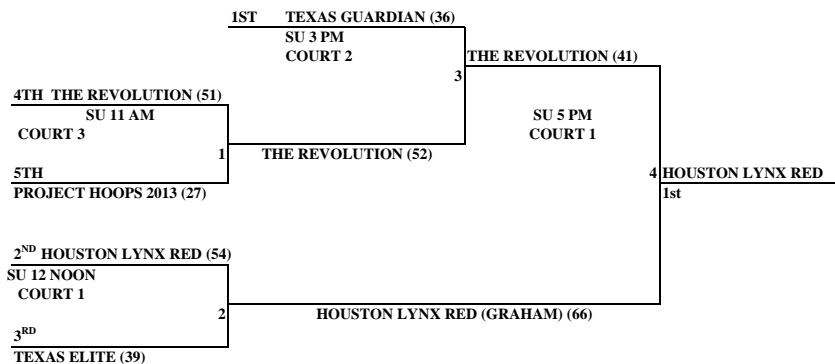 1ST TEXAS GUARDIAN (36)
SU 3 PM
COURT 2
THE REVOLUTION (41)
3
4TH THE REVOLUTION (51)
SU 11 AM
COURT 3
SU 5 PM
COURT 1
1
THE REVOLUTION (52)
5TH
PROJECT HOOPS 2013 (27)
4 HOUSTON LYNX RED
1st
2ND HOUSTON LYNX RED (54)
SU 12 NOON
COURT 1
2
HOUSTON LYNX RED (GRAHAM) (66)
3RD
TEXAS ELITE (39)